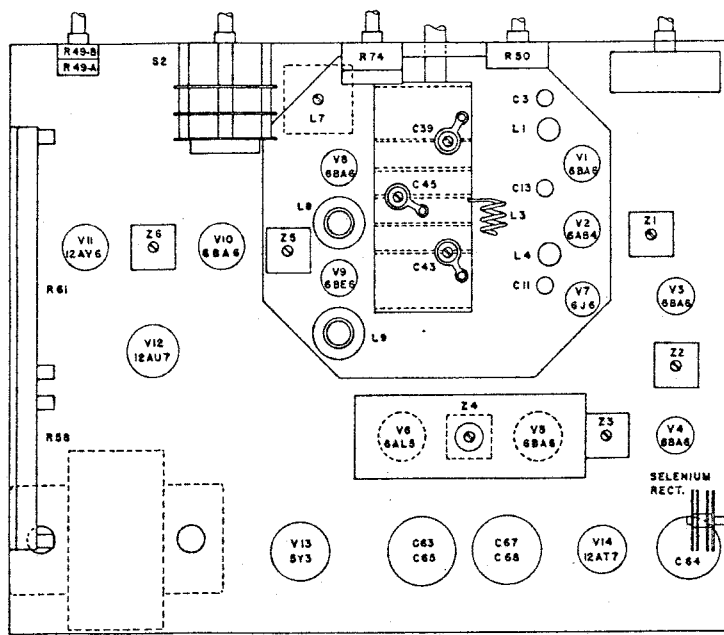 R49-B
R49-A
S2
R74
R50
L7
C39
C3
L1
V8
6BA6
V1
6BA6
C45
C13
L8
L3
V11
12AV6
Z6
V10
6BA6
Z5
V2
6AB4
Z1
V9
6BE6
C43
L4
C11
R61
V7
6J6
V3
6BA6
V12
12AU7
L9
Z2
R58
V6
6AL5
Z4
V5
6BA6
Z3
V4
6BA6
SELENIUM
RECT.
V13
5Y3
C63
C65
C67
C68
V14
12AT7
C64